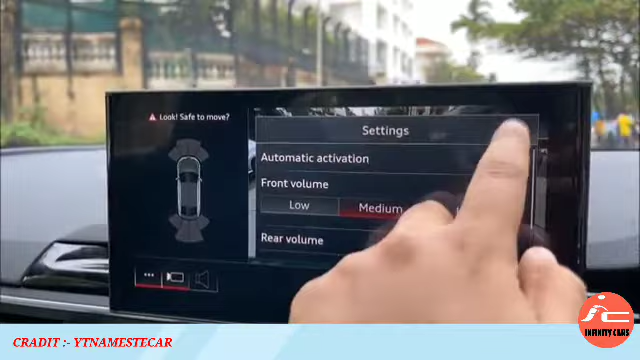 Look! Safe to move?
Settings
Automatic activation
Front volume
Low
Medium
Rear volume
CRADIT :- YTNAMESTECAR
INFINITY CARS